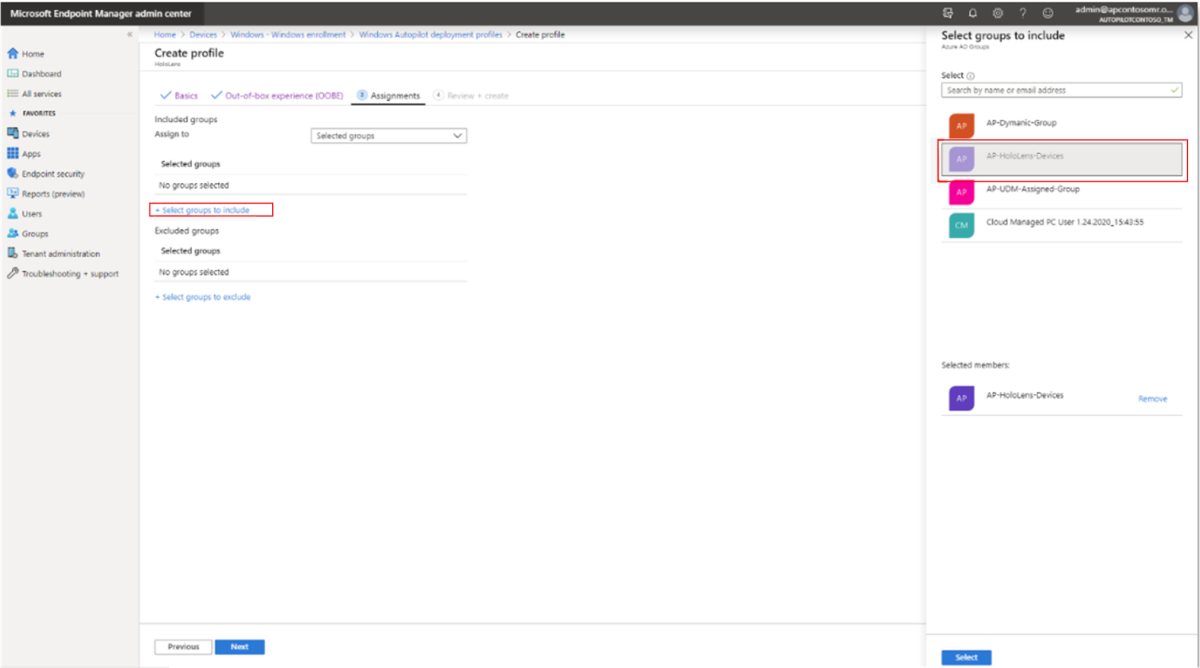 Microsoft Endpoint Manager admin center
admin@apcontosomr.o...
AUTOPILOTCONTOSO_TM
Home
Dashboard
All services
FAVORITES
Devices
Apps
Endpoint security
Reports (preview)
Users
Groups
Tenant administration
Troubleshooting + support
Home > Devices > Windows - Windows enrollment > Windows Autopilot deployment profiles > Create profile
Create profile
HoloLens
Basics
Out-of-box experience (OOBE)
3 Assignments
4 Review + create
Included groups
Assign to
Selected groups
Selected groups
No groups selected
+ Select groups to include
Excluded groups
Selected groups
No groups selected
+ Select groups to exclude
Previous
Next
Select groups to include
Azure AD Groups
Select
Search by name or email address
AP AP-Dymanic-Group
AP AP-HoloLens-Devices
AP AP-UDM-Assigned-Group
CM Cloud Managed PC User 1.24.2020_15:43:55
Selected members:
AP AP-HoloLens-Devices
Remove
Select